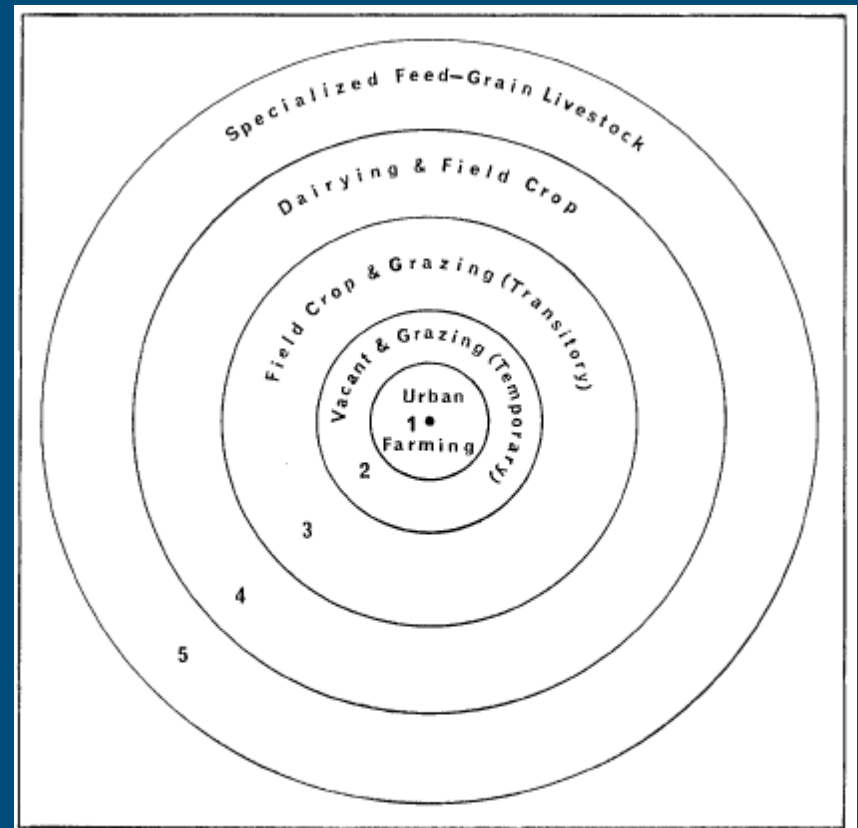 Specialized Feed–Grain Livestock
Dairying & Field Crop
Field Crop & Grazing (Transitory)
Vacant & Grazing (Temporary)
Urban
1
Farming
2
3
4
5